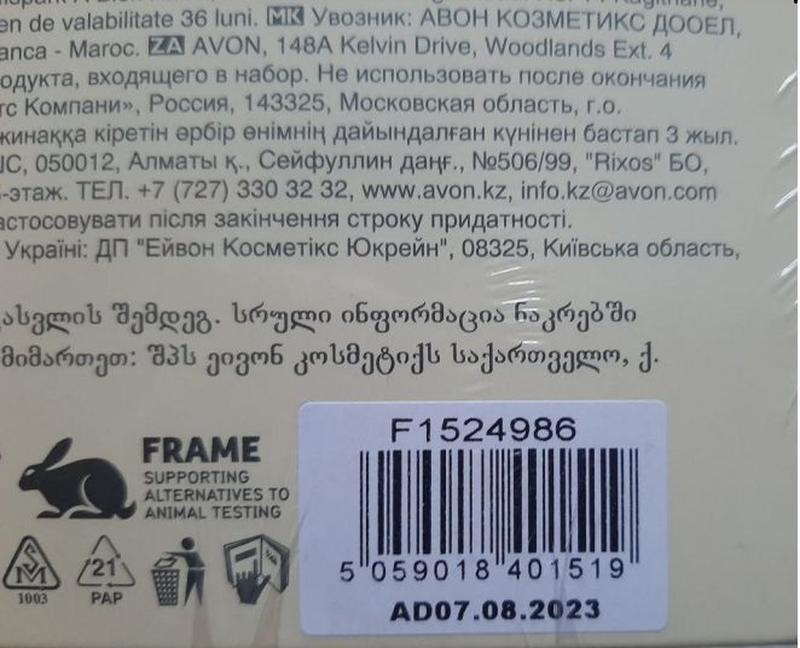 en de valabilitate 36 luni. MK Увозник: АВОН КОЗМЕТИКС ДООЕЛ,
anca - Maroc. ZA AVON, 148A Kelvin Drive, Woodlands Ext. 4
одукта, входящего в набор. Не использовать после окончания
тс Компани», Россия, 143325, Московская область, г.о.
жинаққа кіретін әрбір өнімнің дайындалған күнінен бастап 3 жыл.
ЈС, 050012, Алматы қ., Сейфуллин даңғ., №506/99, "Rixos" БО,
-этаж. ТЕЛ. +7 (727) 330 32 32, www.avon.kz, info.kz@avon.com
астосовувати після закінчення строку придатності.
Україні: ДП "Ейвон Косметікс Юкрейн", 08325, Київська область,
ასვლის შემდეგ. სრული ინფორმაცია ნაკრებში
მიმართეთ: შპს ეივონ კოსმეტიქს საქართველო, ქ.
FRAME
SUPPORTING
ALTERNATIVES TO
ANIMAL TESTING
SM
1003
21
PAP
F1524986
5 059018 401519
AD07.08.2023